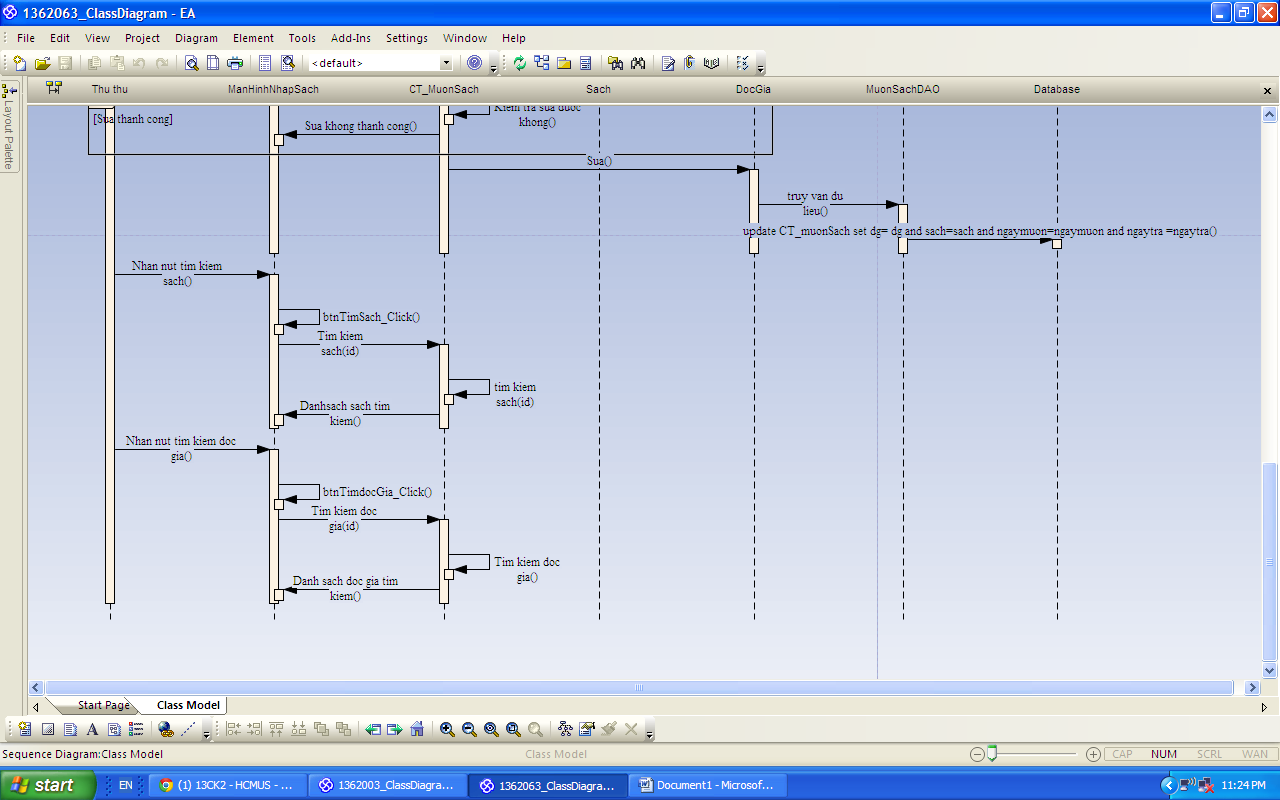 1362063_ClassDiagram - EA
File Edit View Project Diagram Element Tools Add-Ins Settings Window Help
<default>
Thu thu ManHinhNhapSach CT_MuonSach Sach DocGia MuonSachDAO Database
Layout Palette
Kiem tra sua duoc
khong()
[Sua thanh cong]
Sua khong thanh cong()
Sua()
truy van du
lieu()
update CT_muonSach set dg= dg and sach=sach and ngaymuon=ngaymuon and ngaytra =ngaytra()
Nhan nut tim kiem
sach()
btnTimSach_Click()
Tim kiem
sach(id)
tim kiem
sach(id)
Danhsach sach tim
kiem()
Nhan nut tim kiem doc
gia()
btnTimdocGia_Click()
Tim kiem doc
gia(id)
Tim kiem doc
gia()
Danh sach doc gia tim
kiem()
Start Page Class Model
Sequence Diagram:Class Model Class Model CAP NUM SCRL WAN
start EN (1) 13CK2 - HCMUS - ... 1362003_ClassDiagra... 1362063_ClassDiagra... Document1 - Microsof... 11:24 PM